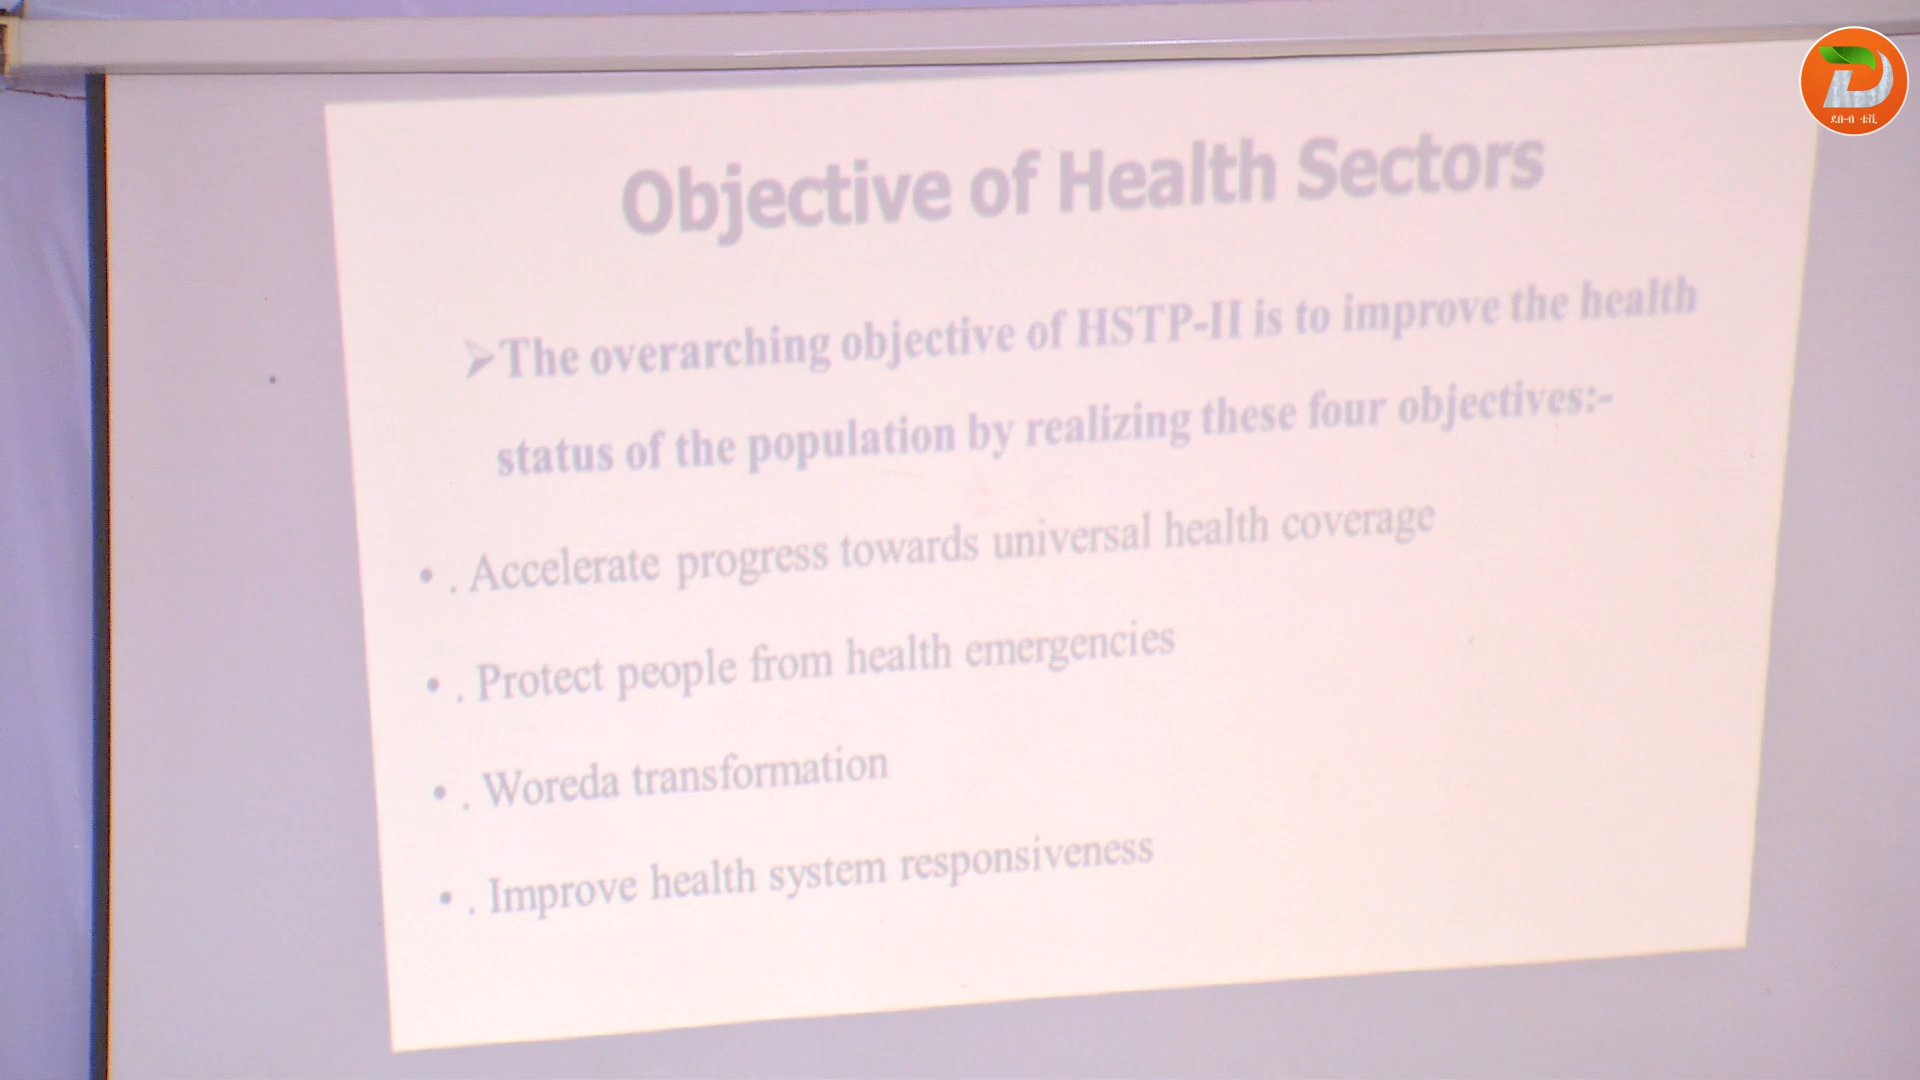 Objective of Health Sectors
➢The overarching objective of HSTP-II is to improve the health
status of the population by realizing these four objectives:-
• . Accelerate progress towards universal health coverage
• . Protect people from health emergencies
• . Woreda transformation
• . Improve health system responsiveness
ደቡብ ቴቪ